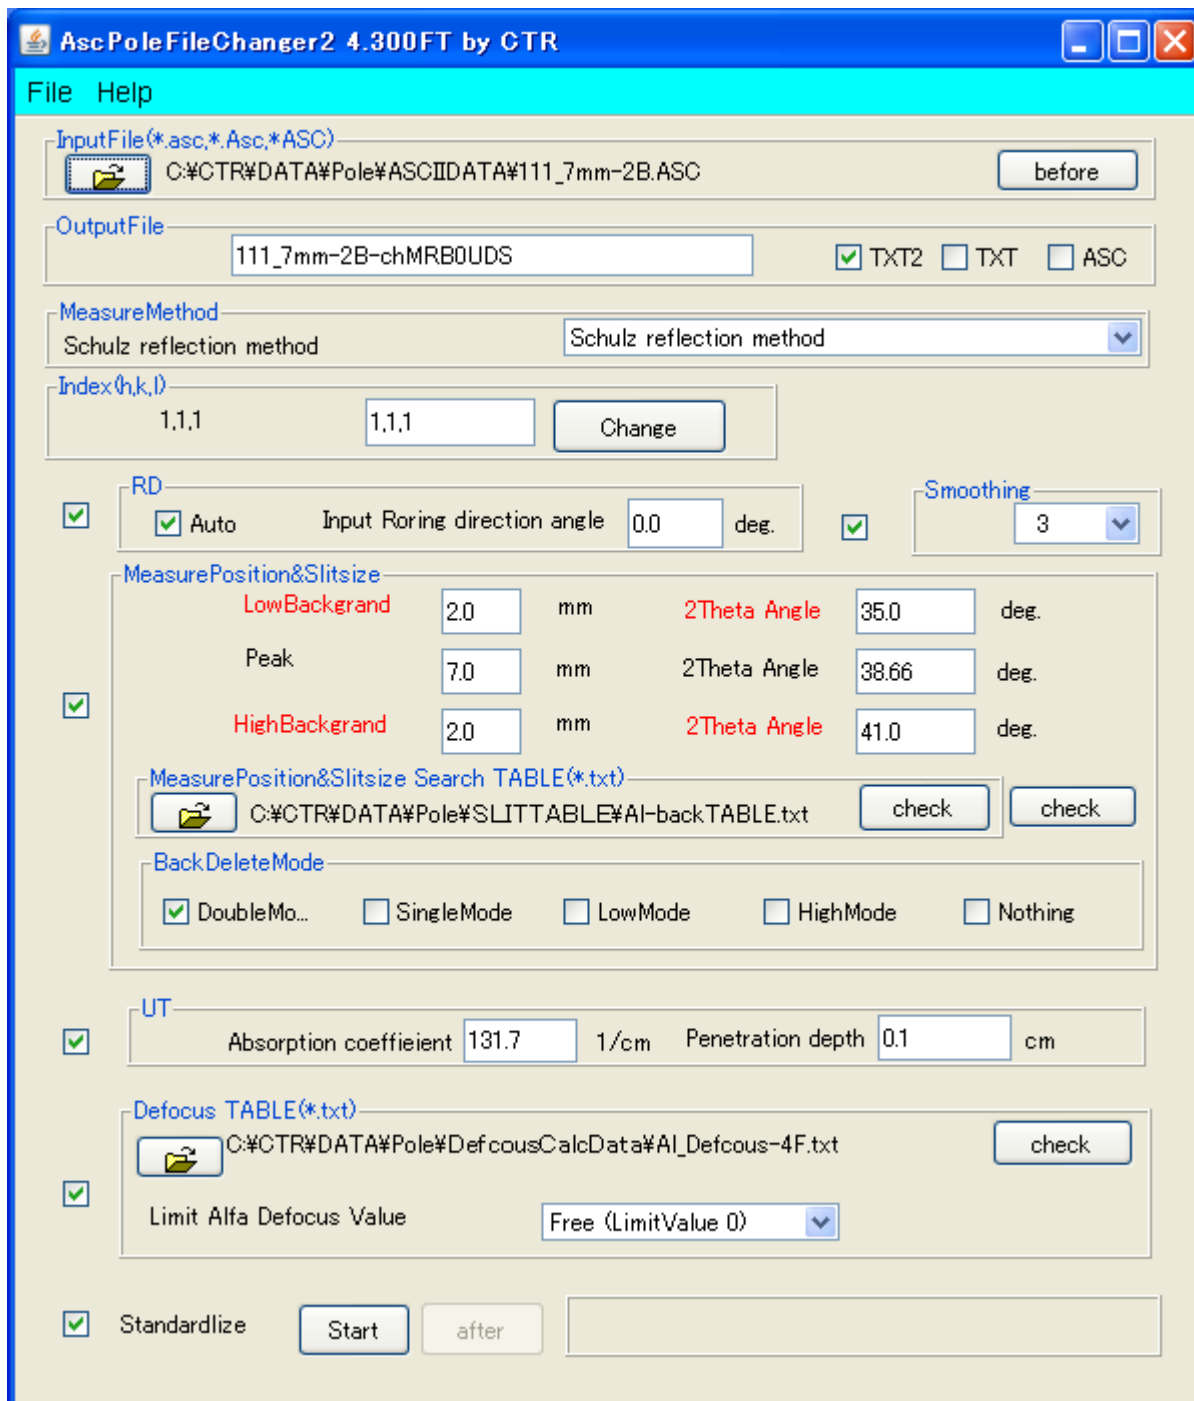 AscPoleFileChanger2 4.300FT by CTR
File Help
InputFile(*.asc,*.Asc,*ASC)
C:¥CTR¥DATA¥Pole¥ASCIIDATA¥111_7mm-2B.ASC before
OutputFile
111_7mm-2B-chMRB0UDS TXT2 TXT ASC
MeasureMethod
Schulz reflection method Schulz reflection method
Index(h,k,l)
1,1,1 1,1,1 Change
RD Smoothing
Auto Input Roring direction angle 0.0 deg. 3
MeasurePosition&Slitsize
LowBackgrand 2.0 mm 2Theta Angle 35.0 deg.
Peak 7.0 mm 2Theta Angle 38.66 deg.
HighBackgrand 2.0 mm 2Theta Angle 41.0 deg.
MeasurePosition&Slitsize Search TABLE(*.txt)
C:¥CTR¥DATA¥Pole¥SLITTABLE¥Al-backTABLE.txt check check
BackDeleteMode
DoubleMo... SingleMode LowMode HighMode Nothing
UT
Absorption coeffieient 131.7 1/cm Penetration depth 0.1 cm
Defocus TABLE(*.txt)
C:¥CTR¥DATA¥Pole¥DefcousCalcData¥Al_Defcous-4F.txt check
Limit Alfa Defocus Value Free (LimitValue 0)
Standardlize Start after